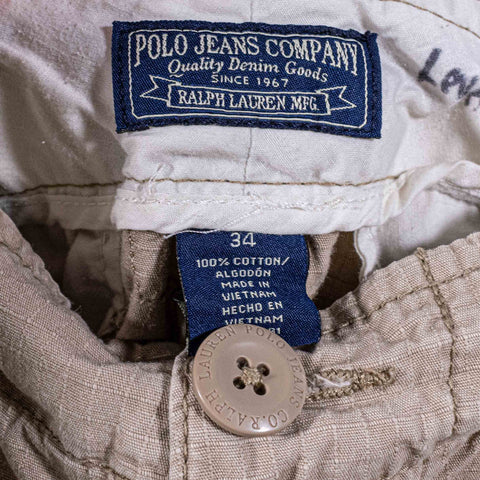 POLO JEANS COMPANY
Quality Denim Goods
SINCE 1967
RALPH LAUREN MFG.
34
100% COTTON/
ALGODÓN
MADE IN
VIETNAM
HECHO EN
VIETNAM
RALPH LAUREN POLO JEANS CO.